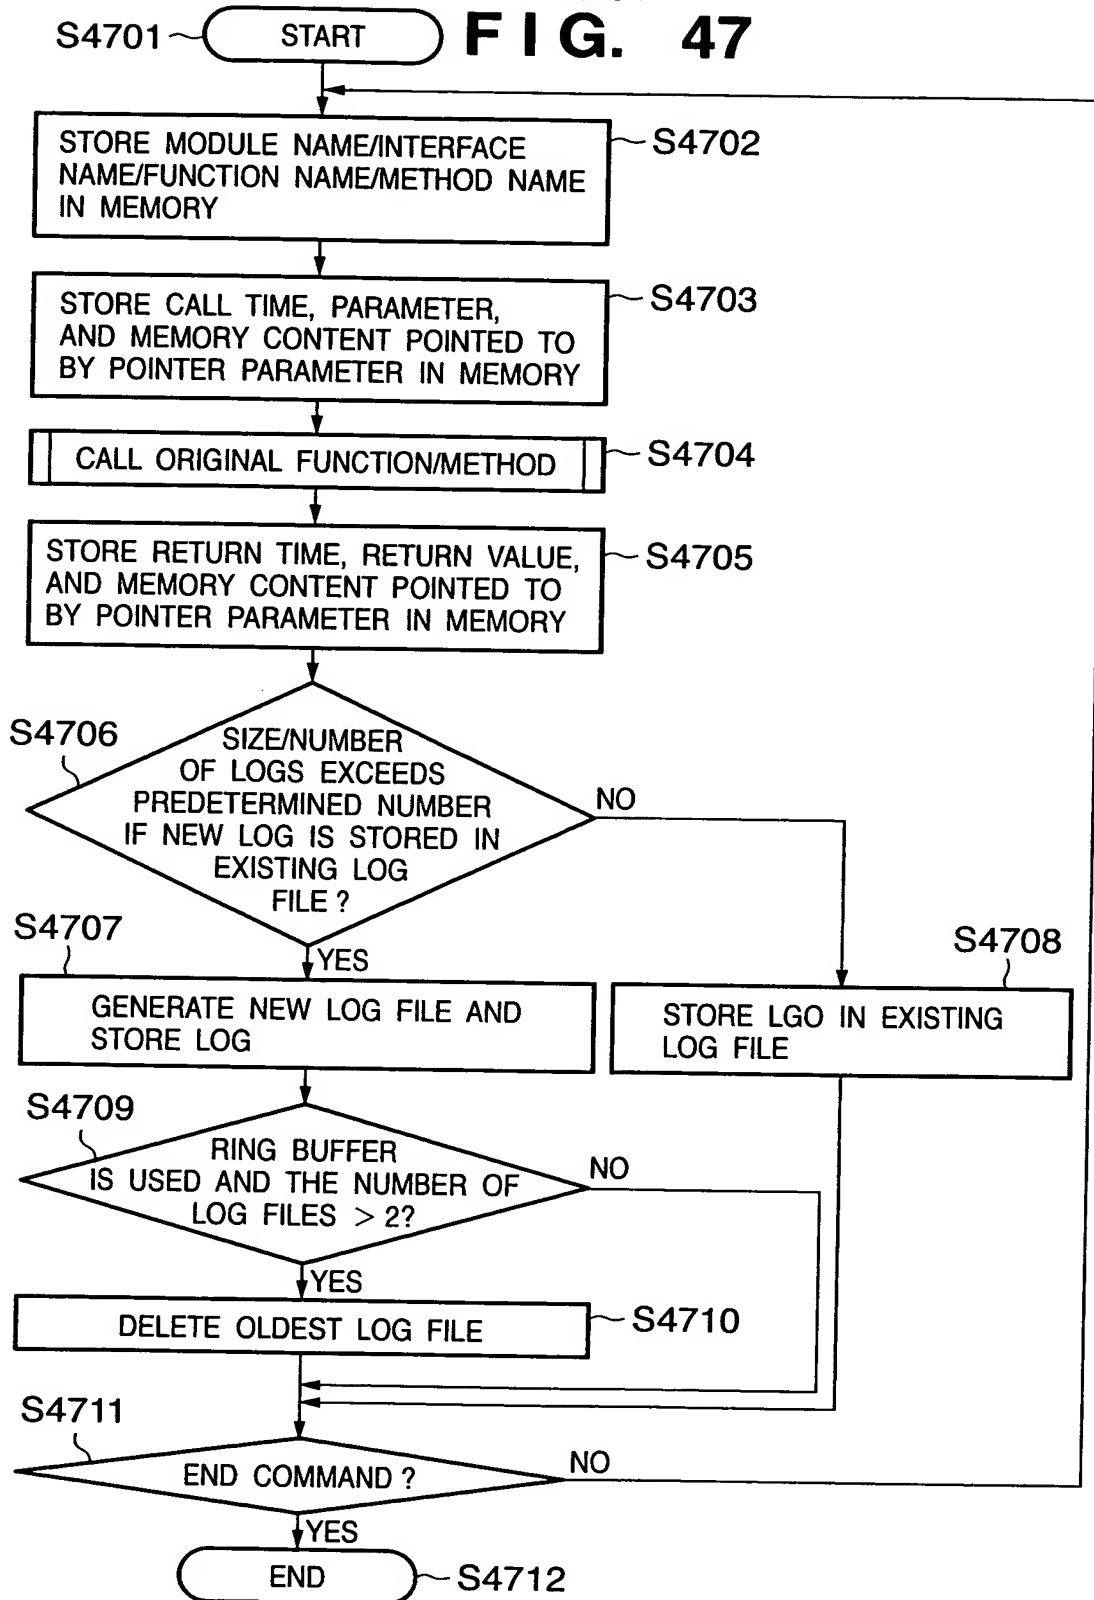 S4701
START
FIG. 47
STORE MODULE NAME/INTERFACE
NAME/FUNCTION NAME/METHOD NAME
IN MEMORY
S4702
STORE CALL TIME, PARAMETER,
AND MEMORY CONTENT POINTED TO
BY POINTER PARAMETER IN MEMORY
S4703
CALL ORIGINAL FUNCTION/METHOD
S4704
STORE RETURN TIME, RETURN VALUE,
AND MEMORY CONTENT POINTED TO
BY POINTER PARAMETER IN MEMORY
S4705
S4706
SIZE/NUMBER
OF LOGS EXCEEDS
PREDETERMINED NUMBER
IF NEW LOG IS STORED IN
EXISTING LOG
FILE?
NO
YES
S4707
GENERATE NEW LOG FILE AND
STORE LOG
S4708
STORE LGO IN EXISTING
LOG FILE
S4709
RING BUFFER
IS USED AND THE NUMBER OF
LOG FILES > 2?
NO
YES
DELETE OLDEST LOG FILE
S4710
S4711
END COMMAND?
NO
YES
END
S4712